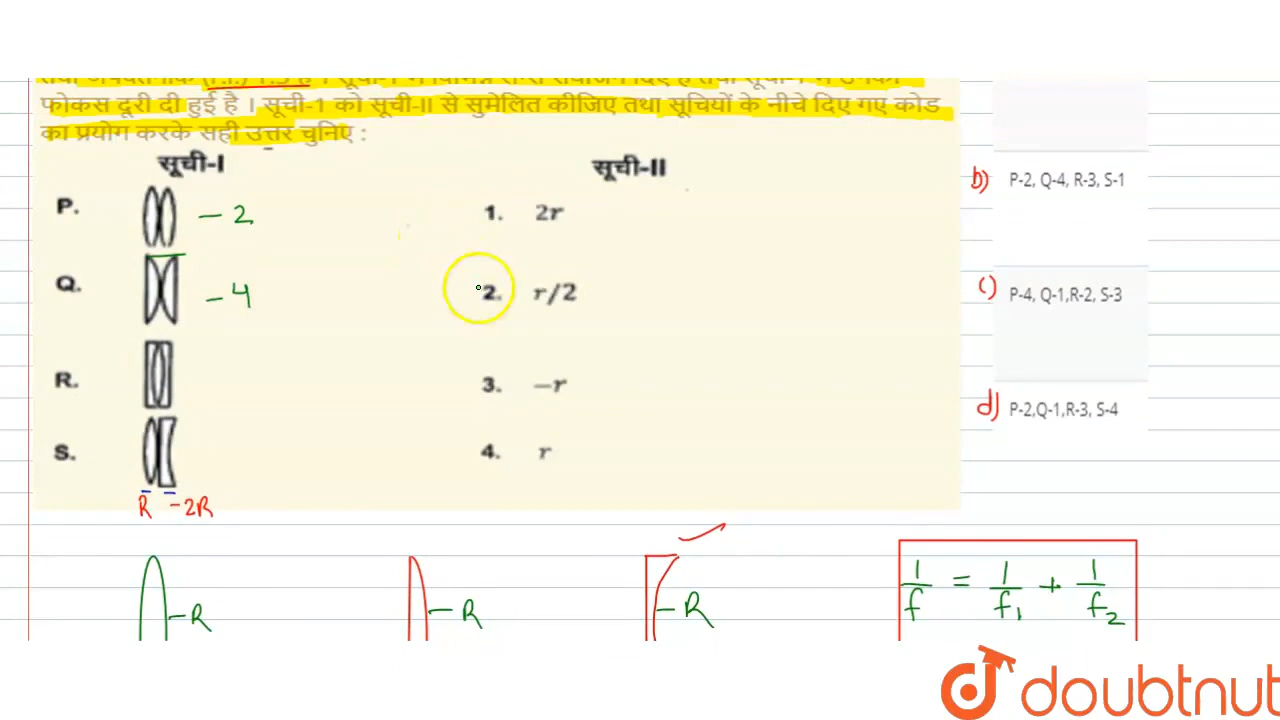 फोकस दूरी दी हुई है । सूची-1 को सूची-II से सुमेलित कीजिए तथा सूचियों के नीचे दिए गए कोड
का प्रयोग करके सही उत्तर चुनिए :
सूची-I सूची-II
P. - 2 1. 2r
Q. - 4 2. r/2
R. 3. -r
S. 4. r
R -2R
b) P-2, Q-4, R-3, S-1
c) P-4, Q-1,R-2, S-3
d) P-2,Q-1,R-3, S-4
-R -R -R
1/f = 1/f₁ + 1/f₂
doubtnut